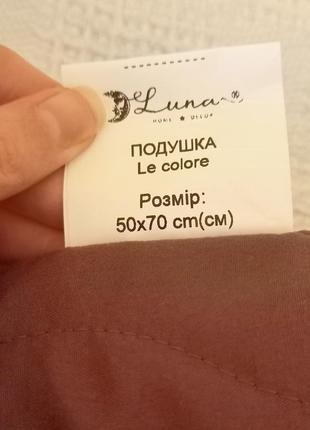 Luna®
HOME ★ DECOR
ПОДУШКА
Le colore
Розмір:
50x70 cm(см)